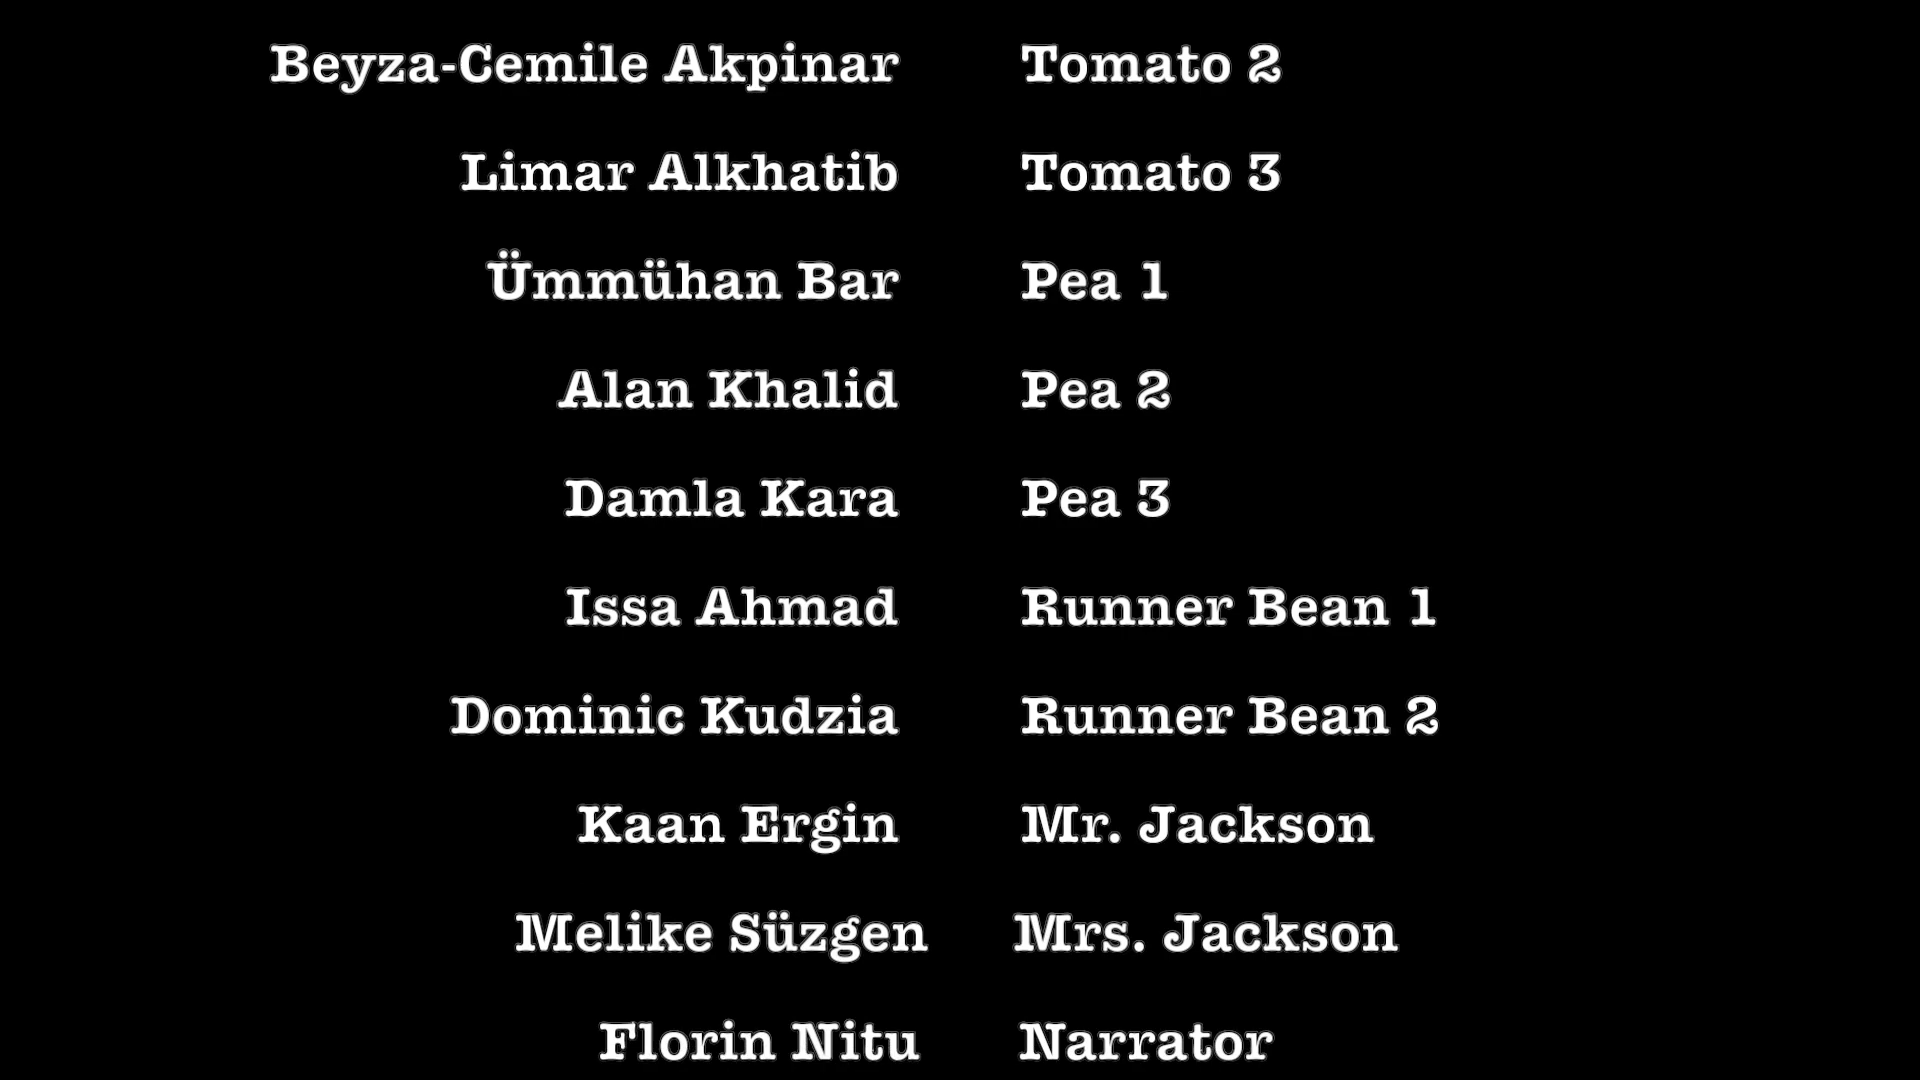 Beyza-Cemile Akpinar Tomato 2
Limar Alkhatib Tomato 3
Ümmühan Bar Pea 1
Alan Khalid Pea 2
Damla Kara Pea 3
Issa Ahmad Runner Bean 1
Dominic Kudzia Runner Bean 2
Kaan Ergin Mr. Jackson
Melike Süzgen Mrs. Jackson
Florin Nitu Narrator